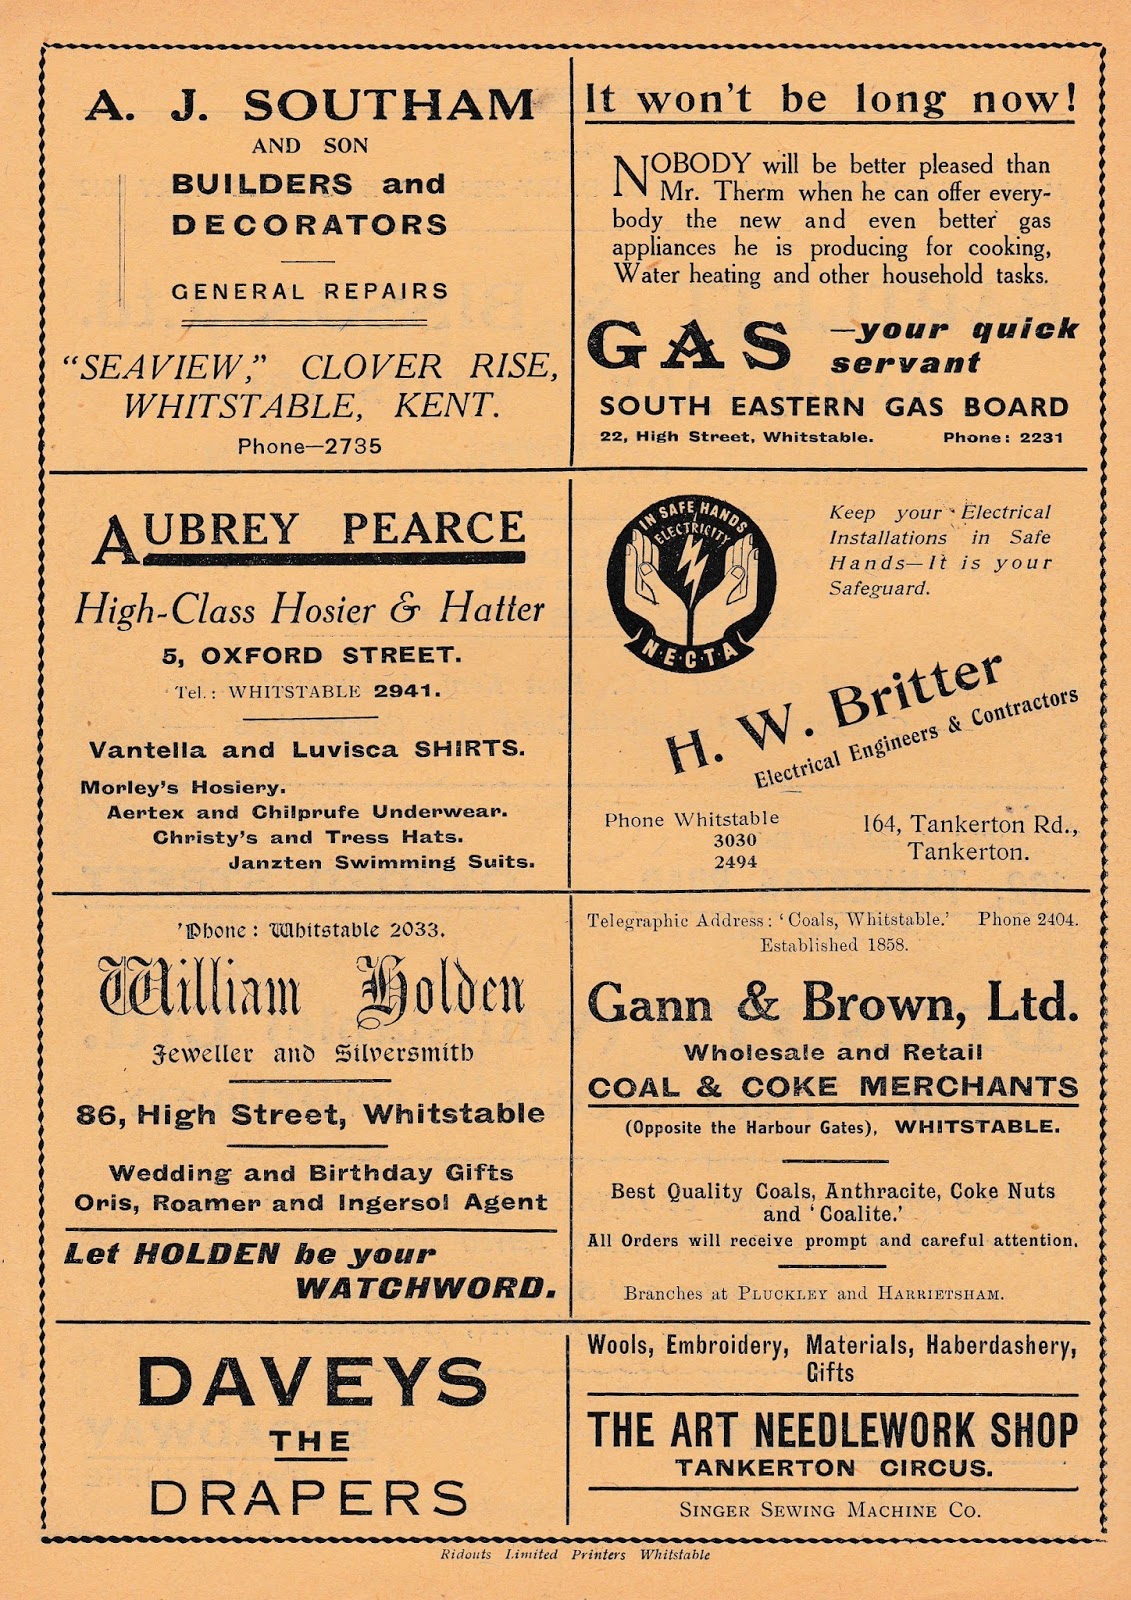 A. J. SOUTHAM
AND SON
BUILDERS and
DECORATORS
GENERAL REPAIRS
"SEAVIEW," CLOVER RISE,
WHITSTABLE, KENT.
Phone—2735
It won't be long now!
NOBODY will be better pleased than
Mr. Therm when he can offer every-
body the new and even better gas
appliances he is producing for cooking,
Water heating and other household tasks.
GAS —your quick
servant
SOUTH EASTERN GAS BOARD
22, High Street, Whitstable. Phone: 2231
AUBREY PEARCE
High-Class Hosier & Hatter
5, OXFORD STREET.
Tel.: WHITSTABLE 2941.
Vantella and Luvisca SHIRTS.
Morley's Hosiery.
Aertex and Chilprufe Underwear.
Christy's and Tress Hats.
Janzten Swimming Suits.
IN SAFE HANDS
ELECTRICITY
N·E·C·T·A
Keep your Electrical
Installations in Safe
Hands—It is your
Safeguard.
H. W. Britter
Electrical Engineers & Contractors
Phone Whitstable
3030
2494
164, Tankerton Rd.,
Tankerton.
'Phone: Whitstable 2033.
William Holden
Jeweller and Silversmith
86, High Street, Whitstable
Wedding and Birthday Gifts
Oris, Roamer and Ingersol Agent
Let HOLDEN be your
WATCHWORD.
Telegraphic Address: 'Coals, Whitstable.' Phone 2404.
Established 1858.
Gann & Brown, Ltd.
Wholesale and Retail
COAL & COKE MERCHANTS
(Opposite the Harbour Gates), WHITSTABLE.
Best Quality Coals, Anthracite, Coke Nuts
and 'Coalite.'
All Orders will receive prompt and careful attention.
Branches at PLUCKLEY and HARRIETSHAM.
DAVEYS
THE
DRAPERS
Wools, Embroidery, Materials, Haberdashery,
Gifts
THE ART NEEDLEWORK SHOP
TANKERTON CIRCUS.
SINGER SEWING MACHINE CO.
Ridouts Limited Printers Whitstable